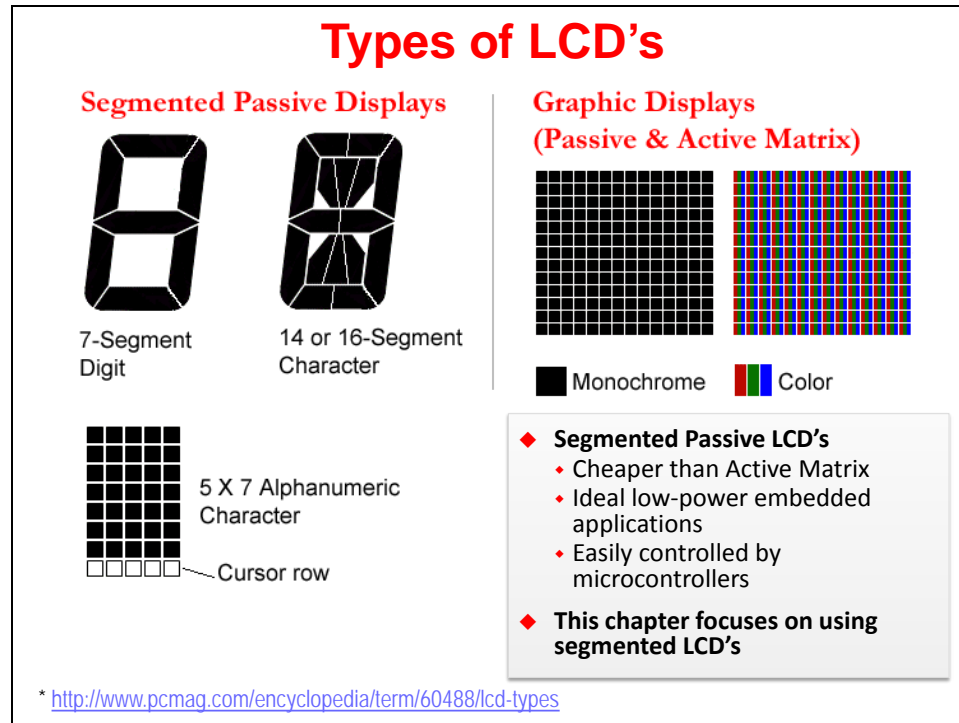 Types of LCD's
Segmented Passive Displays
7-Segment
Digit
14 or 16-Segment
Character
5 X 7 Alphanumeric
Character
Cursor row
Graphic Displays
(Passive & Active Matrix)
Monochrome
Color
◆ Segmented Passive LCD's
◆ Cheaper than Active Matrix
◆ Ideal low-power embedded
applications
◆ Easily controlled by
microcontrollers
◆ This chapter focuses on using
segmented LCD's
* http://www.pcmag.com/encyclopedia/term/60488/lcd-types